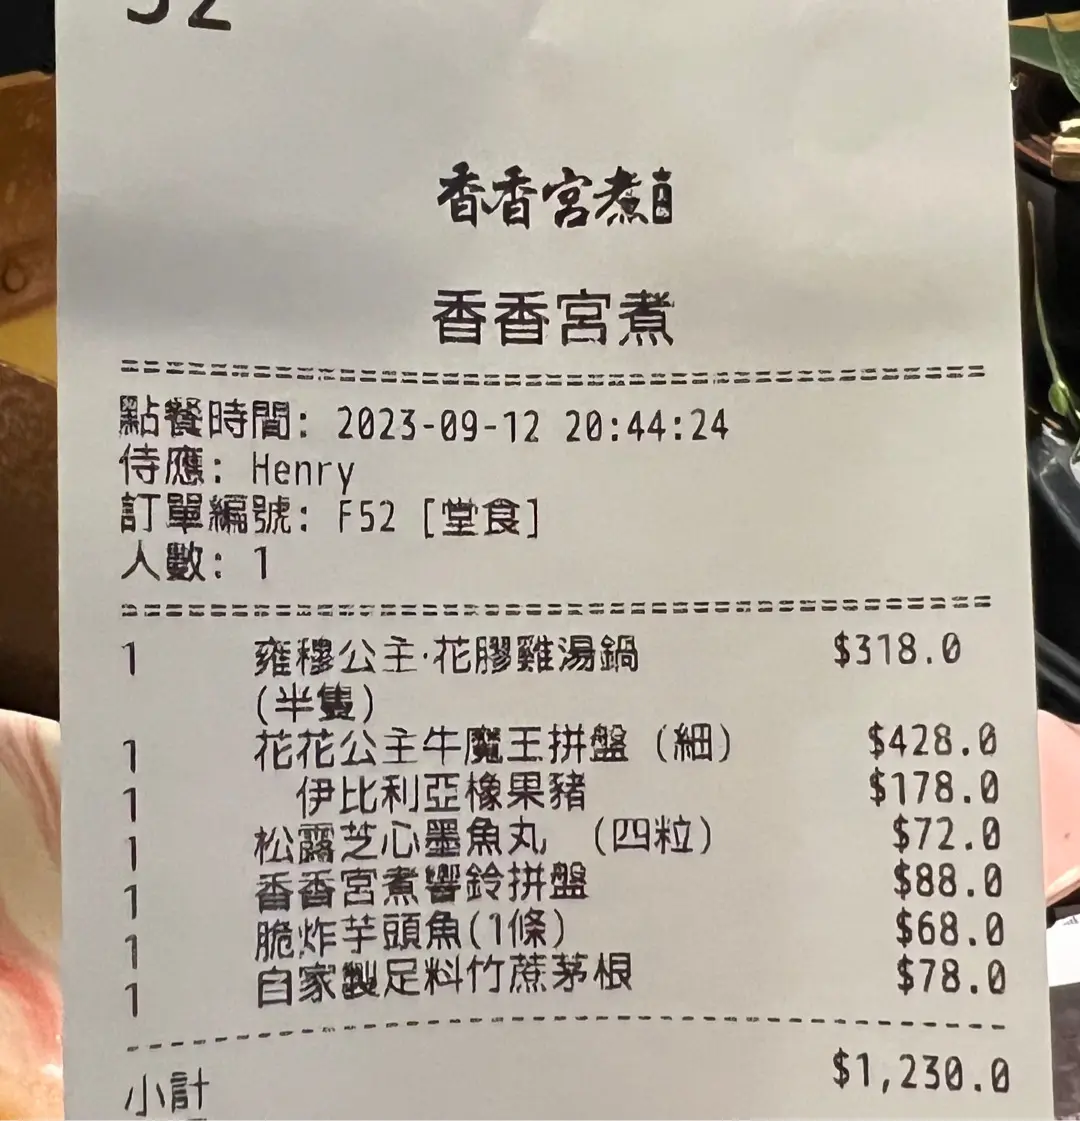 52
香香宮煮
香香宮煮
點餐時間: 2023-09-12 20:44:24
侍應: Henry
訂單編號: F52 [堂食]
人數: 1
1 雍穆公主·花膠雞湯鍋 $318.0
(半隻)
1 花花公主牛魔王拼盤 (細) $428.0
1 伊比利亞橡果豬 $178.0
1 松露芝心墨魚丸 (四粒) $72.0
1 香香宮煮響鈴拼盤 $88.0
1 脆炸芋頭魚(1條) $68.0
1 自家製足料竹蔗茅根 $78.0
小計 $1,230.0